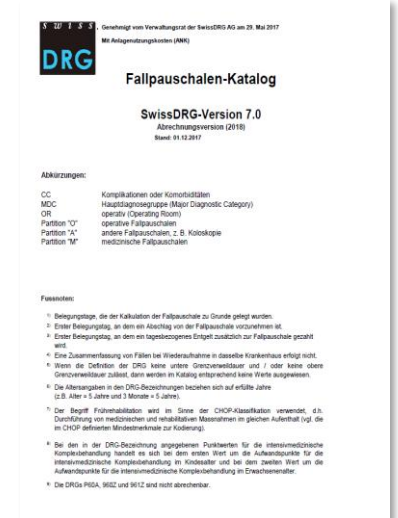 SWISS
DRG
Genehmigt vom Verwaltungsrat der SwissDRG AG am 29. Mai 2017
Mit Anlagenutzungskosten (ANK)
Fallpauschalen-Katalog
SwissDRG-Version 7.0
Abrechnungsversion (2018)
Stand: 01.12.2017
Abkürzungen:
CC Komplikationen oder Komorbiditäten
MDC Hauptdiagnosegruppe (Major Diagnostic Category)
OR operativ (Operating Room)
Partition "O" operative Fallpauschalen
Partition "A" andere Fallpauschalen, z. B. Koloskopie
Partition "M" medizinische Fallpauschalen
Fussnoten:
1) Belegungstage, die der Kalkulation der Fallpauschale zu Grunde gelegt wurden.
2) Erster Belegungstag, an dem ein Abschlag von der Fallpauschale vorzunehmen ist.
3) Erster Belegungstag, an dem ein tagesbezogenes Entgelt zusätzlich zur Fallpauschale gezahlt
wird.
4) Eine Zusammenfassung von Fällen bei Wiederaufnahme in dasselbe Krankenhaus erfolgt nicht.
5) Wenn die Definition der DRG keine untere Grenzverweildauer und / oder keine obere
Grenzverweildauer zulässt, dann werden im Katalog entsprechend keine Werte ausgewiesen.
6) Die Altersangaben in den DRG-Bezeichnungen beziehen sich auf erfüllte Jahre
(z.B. Alter = 5 Jahre und 3 Monate = 5 Jahre).
7) Der Begriff Frührehabilitation wird im Sinne der CHOP-Klassifikation verwendet, d.h.
Durchführung von medizinischen und rehabilitativen Massnahmen im gleichen Aufenthalt (vgl. die
im CHOP definierten Mindestmerkmale zur Kodierung).
8) Bei den in der DRG-Bezeichnung angegebenen Punktwerten für die intensivmedizinische
Komplexbehandlung handelt es sich bei dem ersten Wert um die Aufwandspunkte für die
intensivmedizinische Komplexbehandlung im Kindesalter und bei dem zweiten Wert um die
Aufwandspunkte für die intensivmedizinische Komplexbehandlung im Erwachsenenalter.
9) Die DRGs P60A, 960Z und 961Z sind nicht abrechenbar.